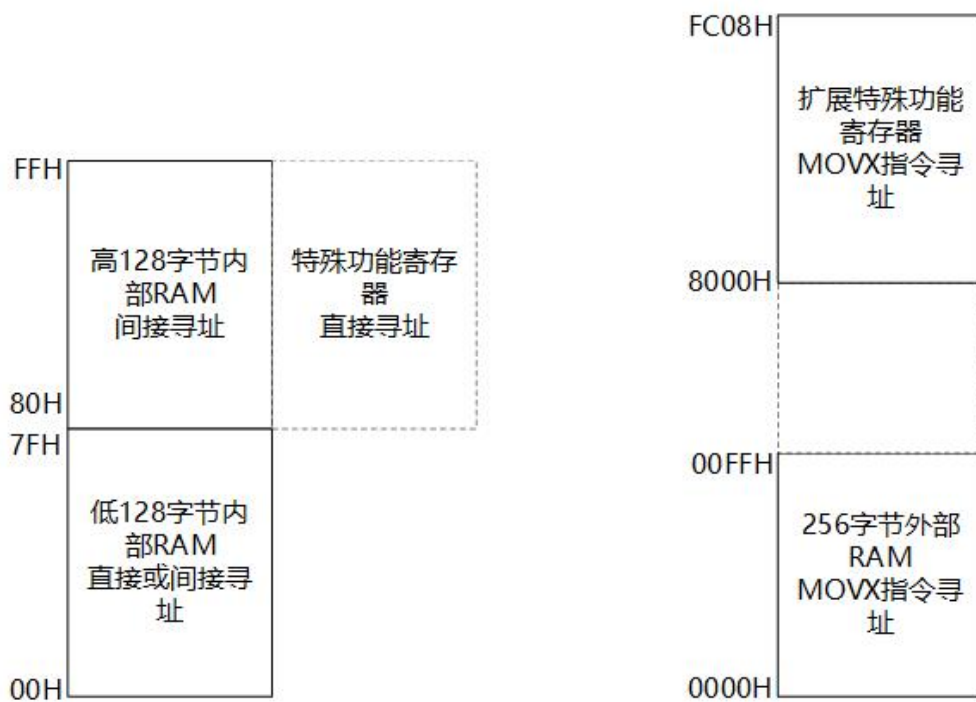 FFH
高128字节内
部RAM
间接寻址
特殊功能寄存
器
直接寻址
80H
7FH
低128字节内
部RAM
直接或间接寻
址
00H
FC08H
扩展特殊功能
寄存器
MOVX指令寻
址
8000H
00FFH
256字节外部
RAM
MOVX指令寻
址
0000H